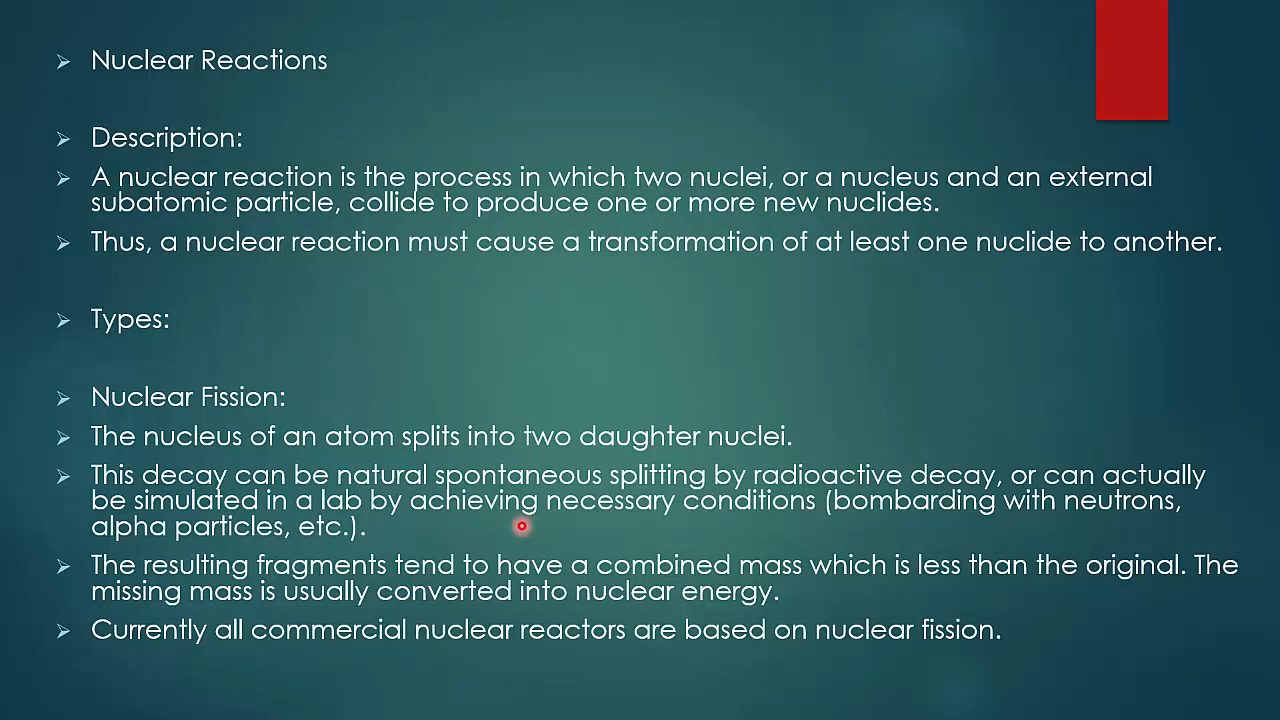 Nuclear Reactions
Description:
A nuclear reaction is the process in which two nuclei, or a nucleus and an external
subatomic particle, collide to produce one or more new nuclides.
Thus, a nuclear reaction must cause a transformation of at least one nuclide to another.
Types:
Nuclear Fission:
The nucleus of an atom splits into two daughter nuclei.
This decay can be natural spontaneous splitting by radioactive decay, or can actually
be simulated in a lab by achieving necessary conditions (bombarding with neutrons,
alpha particles, etc.).
The resulting fragments tend to have a combined mass which is less than the original. The
missing mass is usually converted into nuclear energy.
Currently all commercial nuclear reactors are based on nuclear fission.